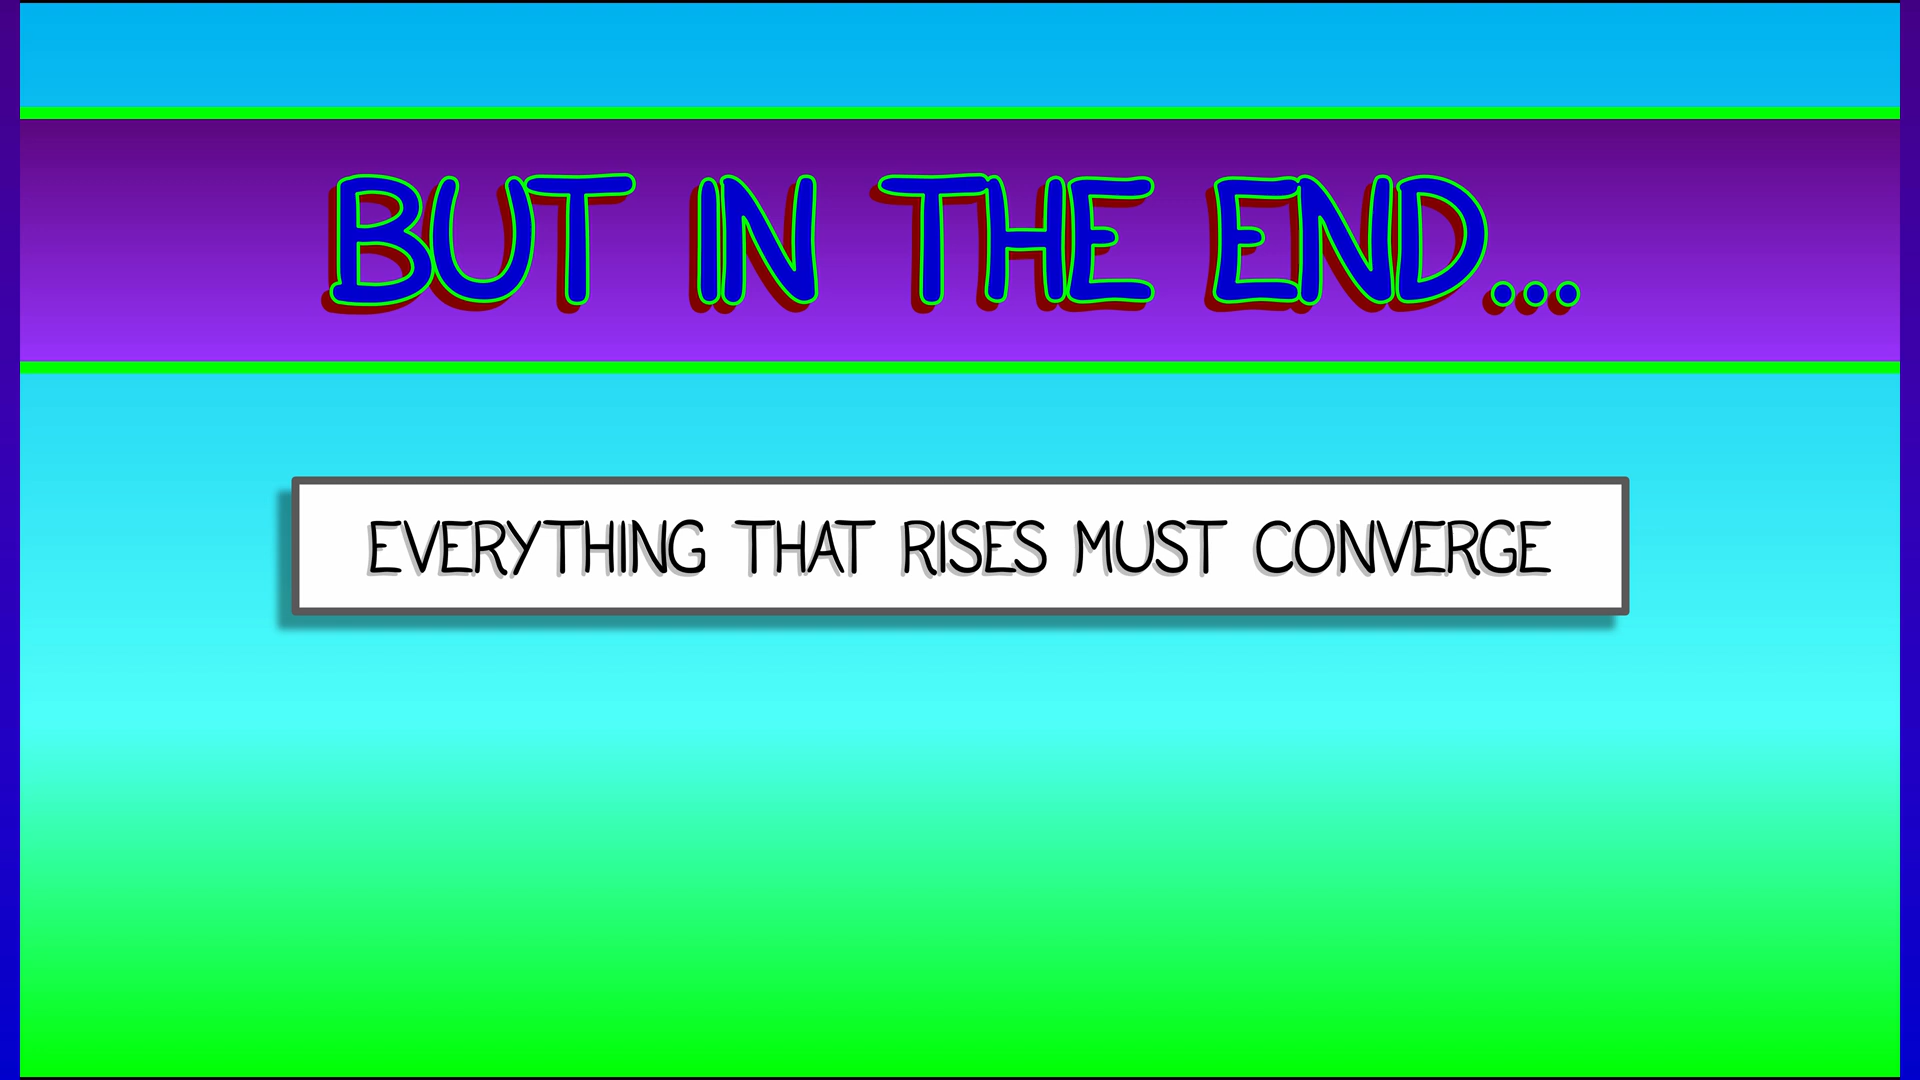 BUT IN THE END...
EVERYTHING THAT RISES MUST CONVERGE